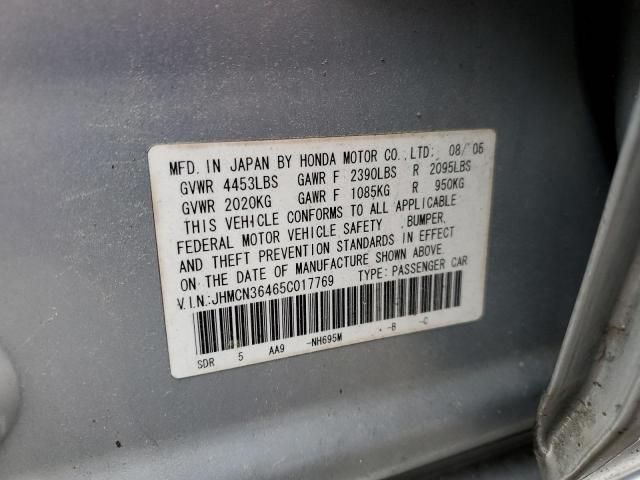 MFD. IN JAPAN BY HONDA MOTOR CO.,LTD: 08/'05
GVWR 4453LBS GAWR F 2390LBS R 2095LBS
GVWR 2020KG GAWR F 1085KG R 950KG
THIS VEHICLE CONFORMS TO ALL APPLICABLE
FEDERAL MOTOR VEHICLE SAFETY ,BUMPER,
AND THEFT PREVENTION STANDARDS IN EFFECT
ON THE DATE OF MANUFACTURE SHOWN ABOVE.
V.I.N.:JHMCN36465C017769 TYPE: PASSENGER CAR
SDR 5 AA9 -NH695M * -B -C